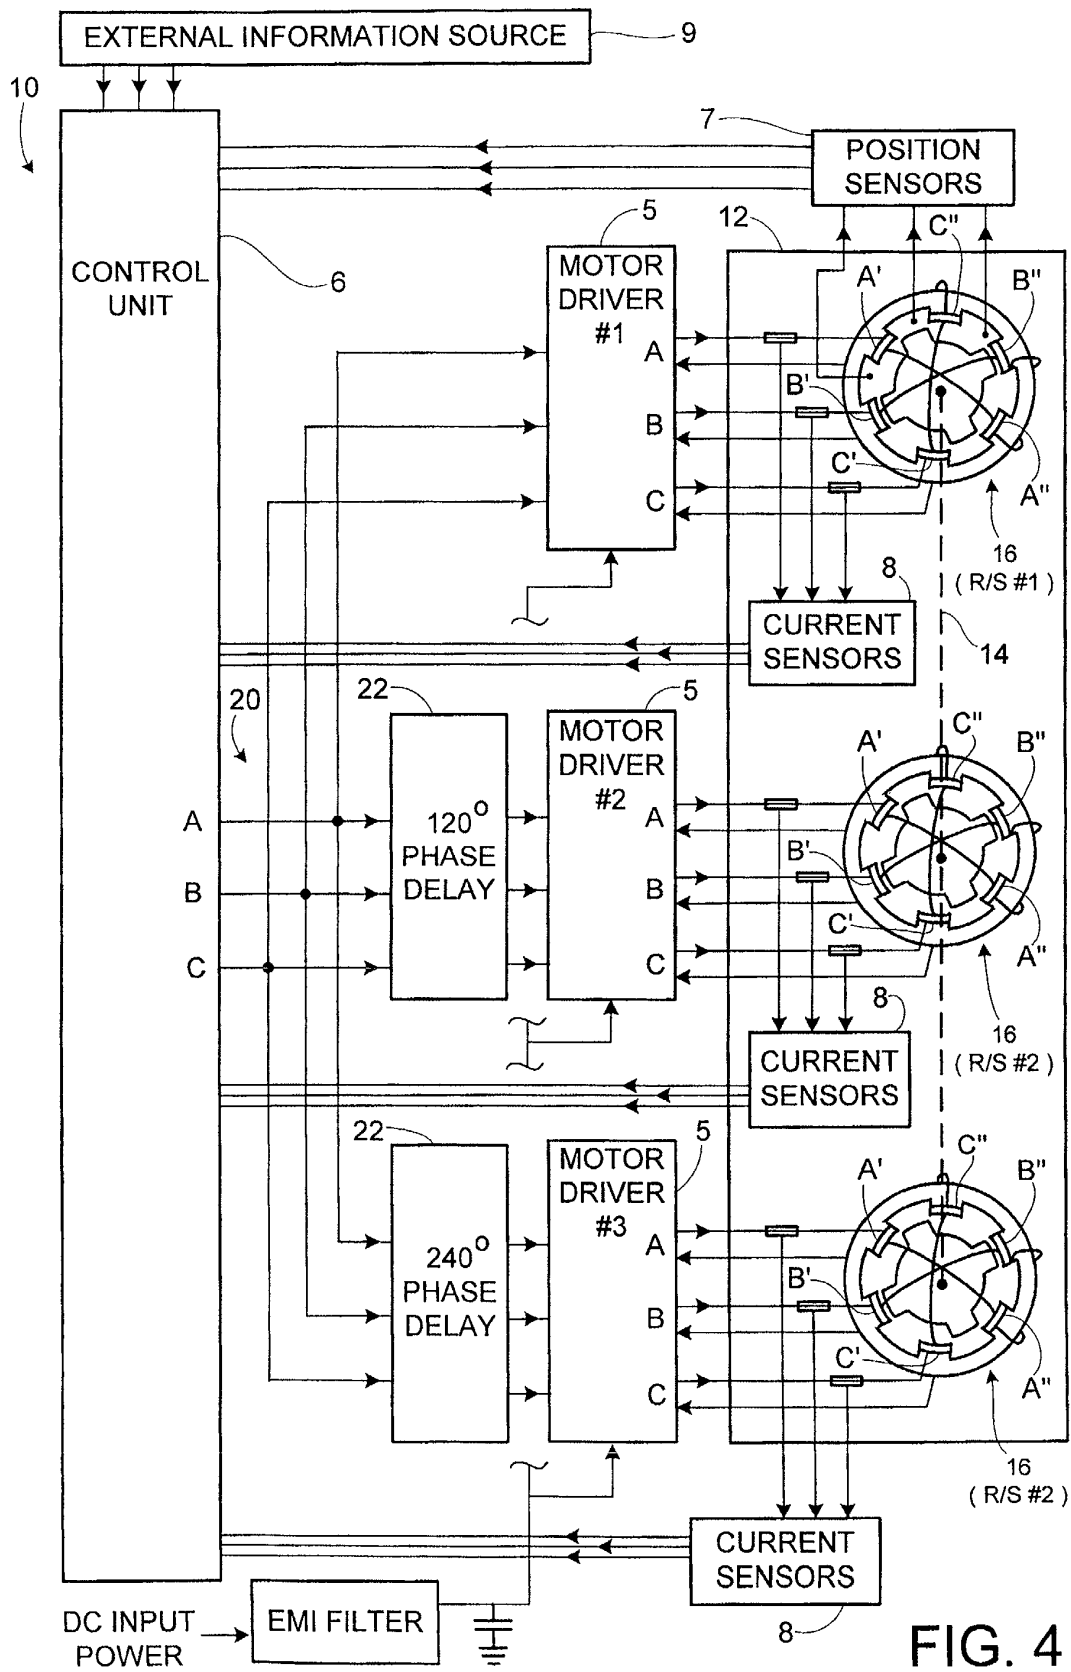 EXTERNAL INFORMATION SOURCE
9
10
7
POSITION
SENSORS
5
12
C"
CONTROL
UNIT
6
MOTOR
DRIVER
#1
A'
B"
A
B'
B
C'
C
A"
16
( R/S #1 )
8
CURRENT
SENSORS
14
22
5
20
MOTOR
DRIVER
#2
A'
C"
B"
A
120°
PHASE
DELAY
A
B'
B
B
C'
C
C
A"
8
16
( R/S #2 )
CURRENT
SENSORS
22
5
MOTOR
DRIVER
#3
A'
C"
B"
240°
PHASE
DELAY
A
B'
B
C'
C
A"
16
( R/S #2 )
CURRENT
SENSORS
8
DC INPUT
POWER
EMI FILTER
FIG. 4